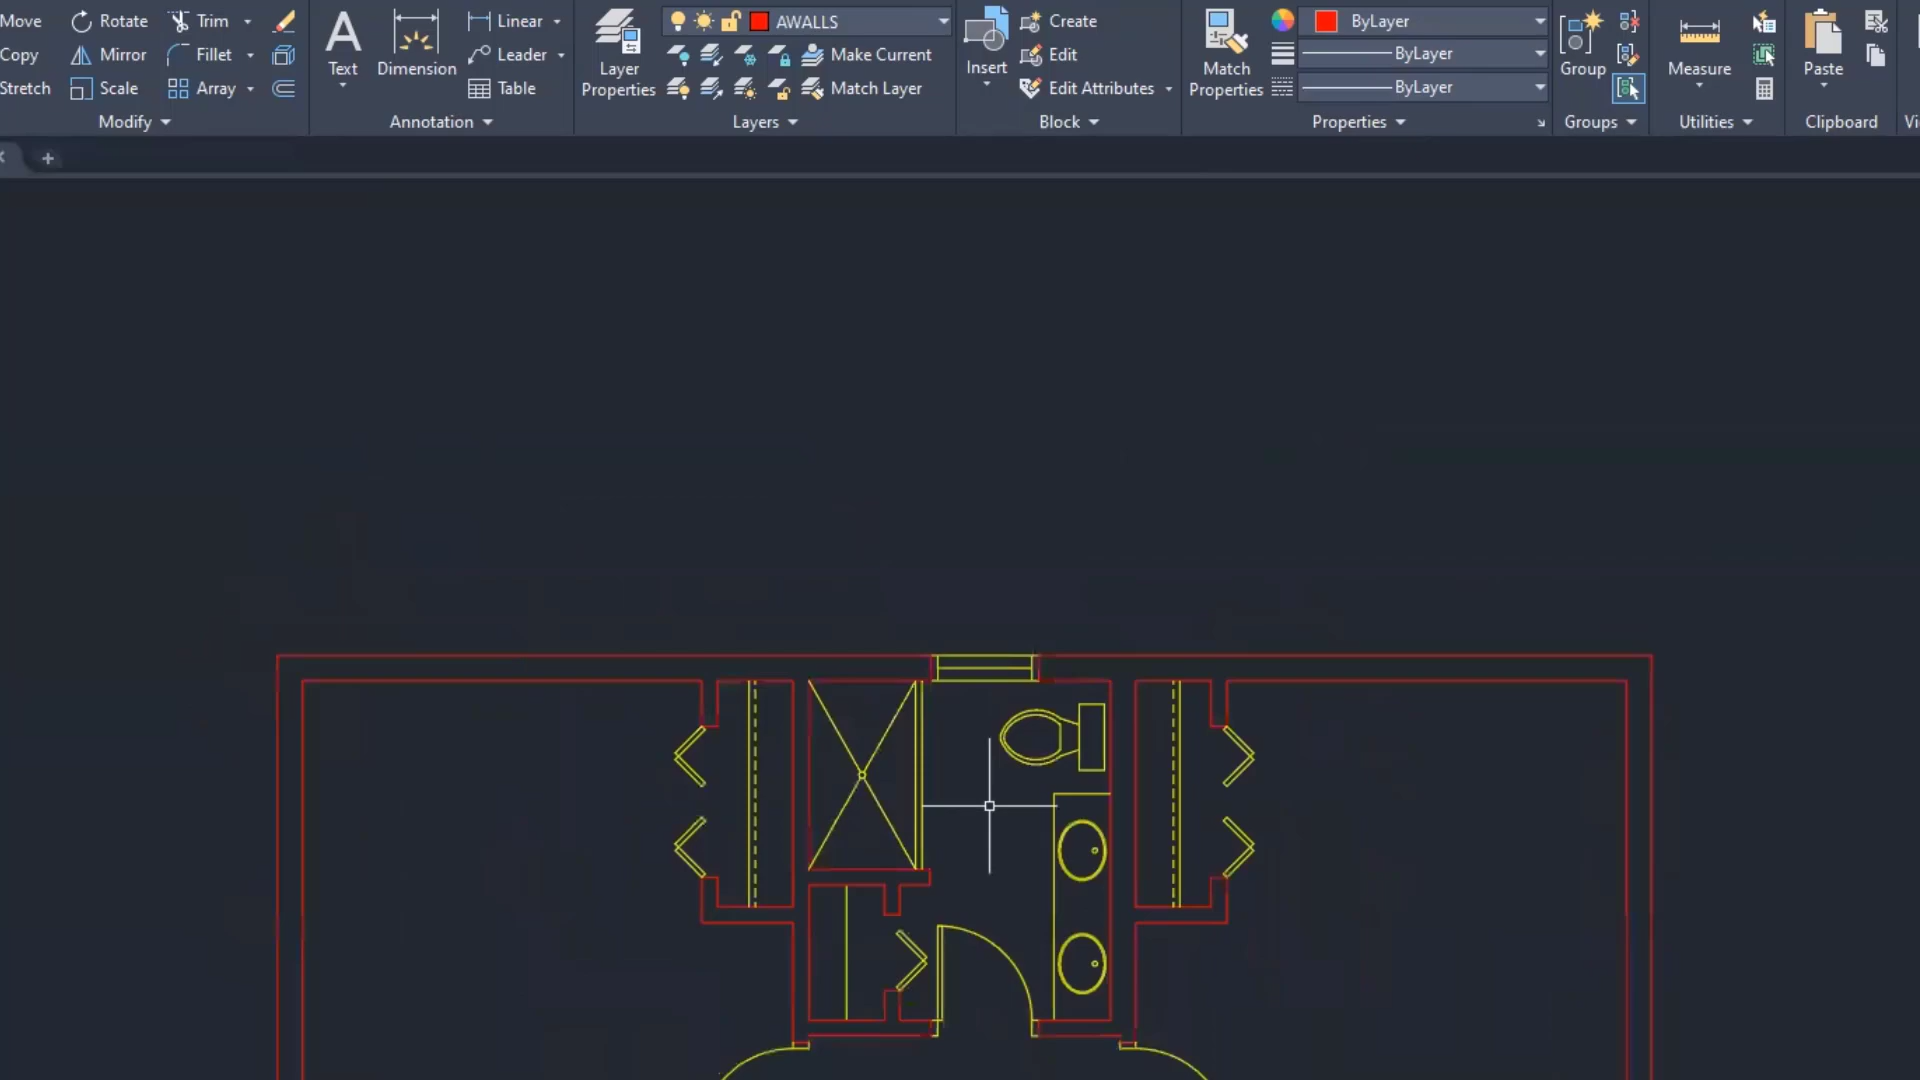 Move Rotate Trim
Copy Mirror Fillet
Stretch Scale Array
Modify
Text
Dimension
Linear
Leader
Table
Annotation
Layer
Properties
AWALLS
Make Current
Match Layer
Layers
Insert
Create
Edit
Edit Attributes
Block
Match
Properties
ByLayer
ByLayer
ByLayer
Properties
Group
Groups
Measure
Utilities
Paste
Clipboard